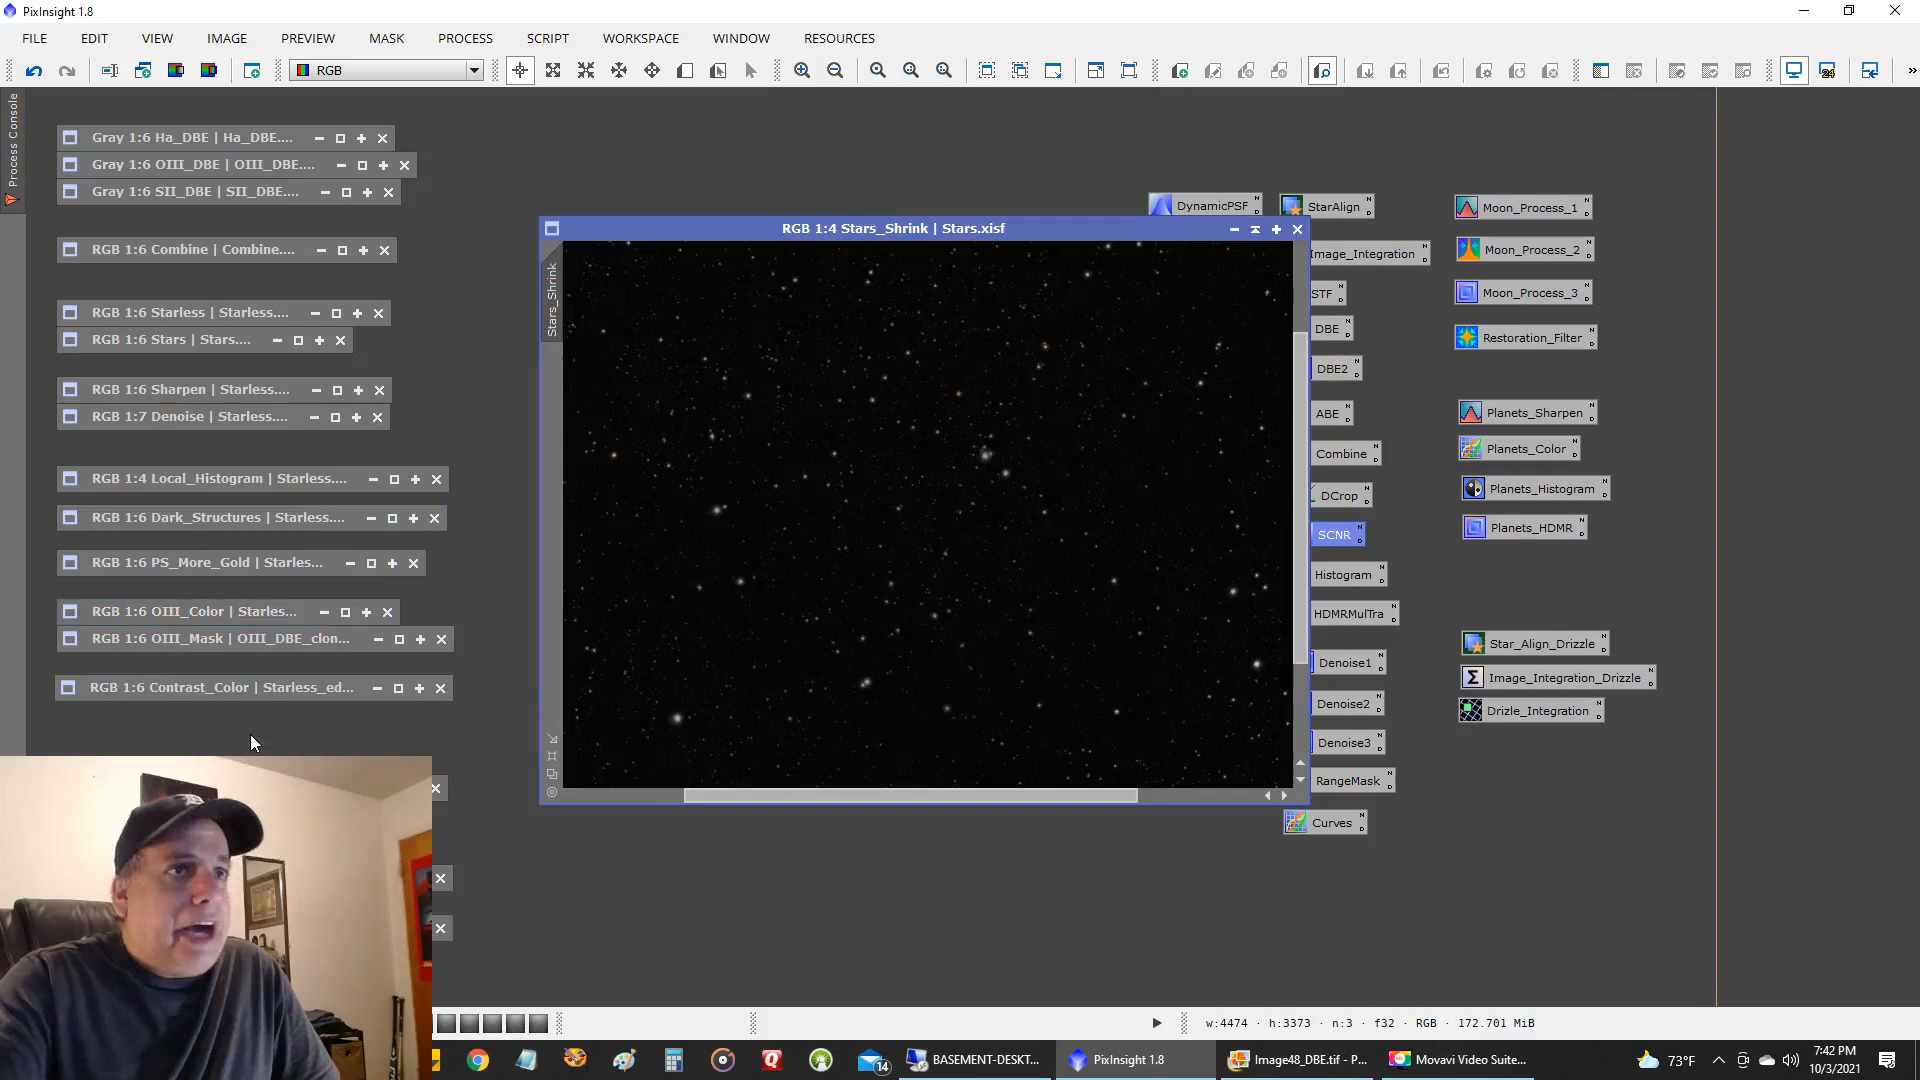 PixInsight 1.8
FILE EDIT VIEW IMAGE PREVIEW MASK PROCESS SCRIPT WORKSPACE WINDOW RESOURCES
RGB
24
»
Process Console
Gray 1:6 Ha_DBE | Ha_DBE....
Gray 1:6 OIII_DBE | OIII_DBE....
Gray 1:6 SII_DBE | SII_DBE....
RGB 1:6 Combine | Combine....
RGB 1:6 Starless | Starless....
RGB 1:6 Stars | Stars....
RGB 1:6 Sharpen | Starless....
RGB 1:7 Denoise | Starless....
RGB 1:4 Local_Histogram | Starless....
RGB 1:6 Dark_Structures | Starless....
RGB 1:6 PS_More_Gold | Starles...
RGB 1:6 OIII_Color | Starles...
RGB 1:6 OIII_Mask | OIII_DBE_clon...
RGB 1:6 Contrast_Color | Starless_ed...
RGB 1:4 Stars_Shrink | Stars.xisf
Stars_Shrink
DynamicPSF
StarAlign
Image_Integration
STF
DBE
DBE2
ABE
Combine
DCrop
SCNR
Histogram
HDMRMulTra
Denoise1
Denoise2
Denoise3
RangeMask
Curves
Moon_Process_1
Moon_Process_2
Moon_Process_3
Restoration_Filter
Planets_Sharpen
Planets_Color
Planets_Histogram
Planets_HDMR
Star_Align_Drizzle
Image_Integration_Drizzle
Drizle_Integration
w:4474 · h:3373 · n:3 · f32 · RGB · 172.701 MiB
14
BASEMENT-DESKT...
PixInsight 1.8
Image48_DBE.tif - P...
Movavi Video Suite...
73°F
7:42 PM
10/3/2021